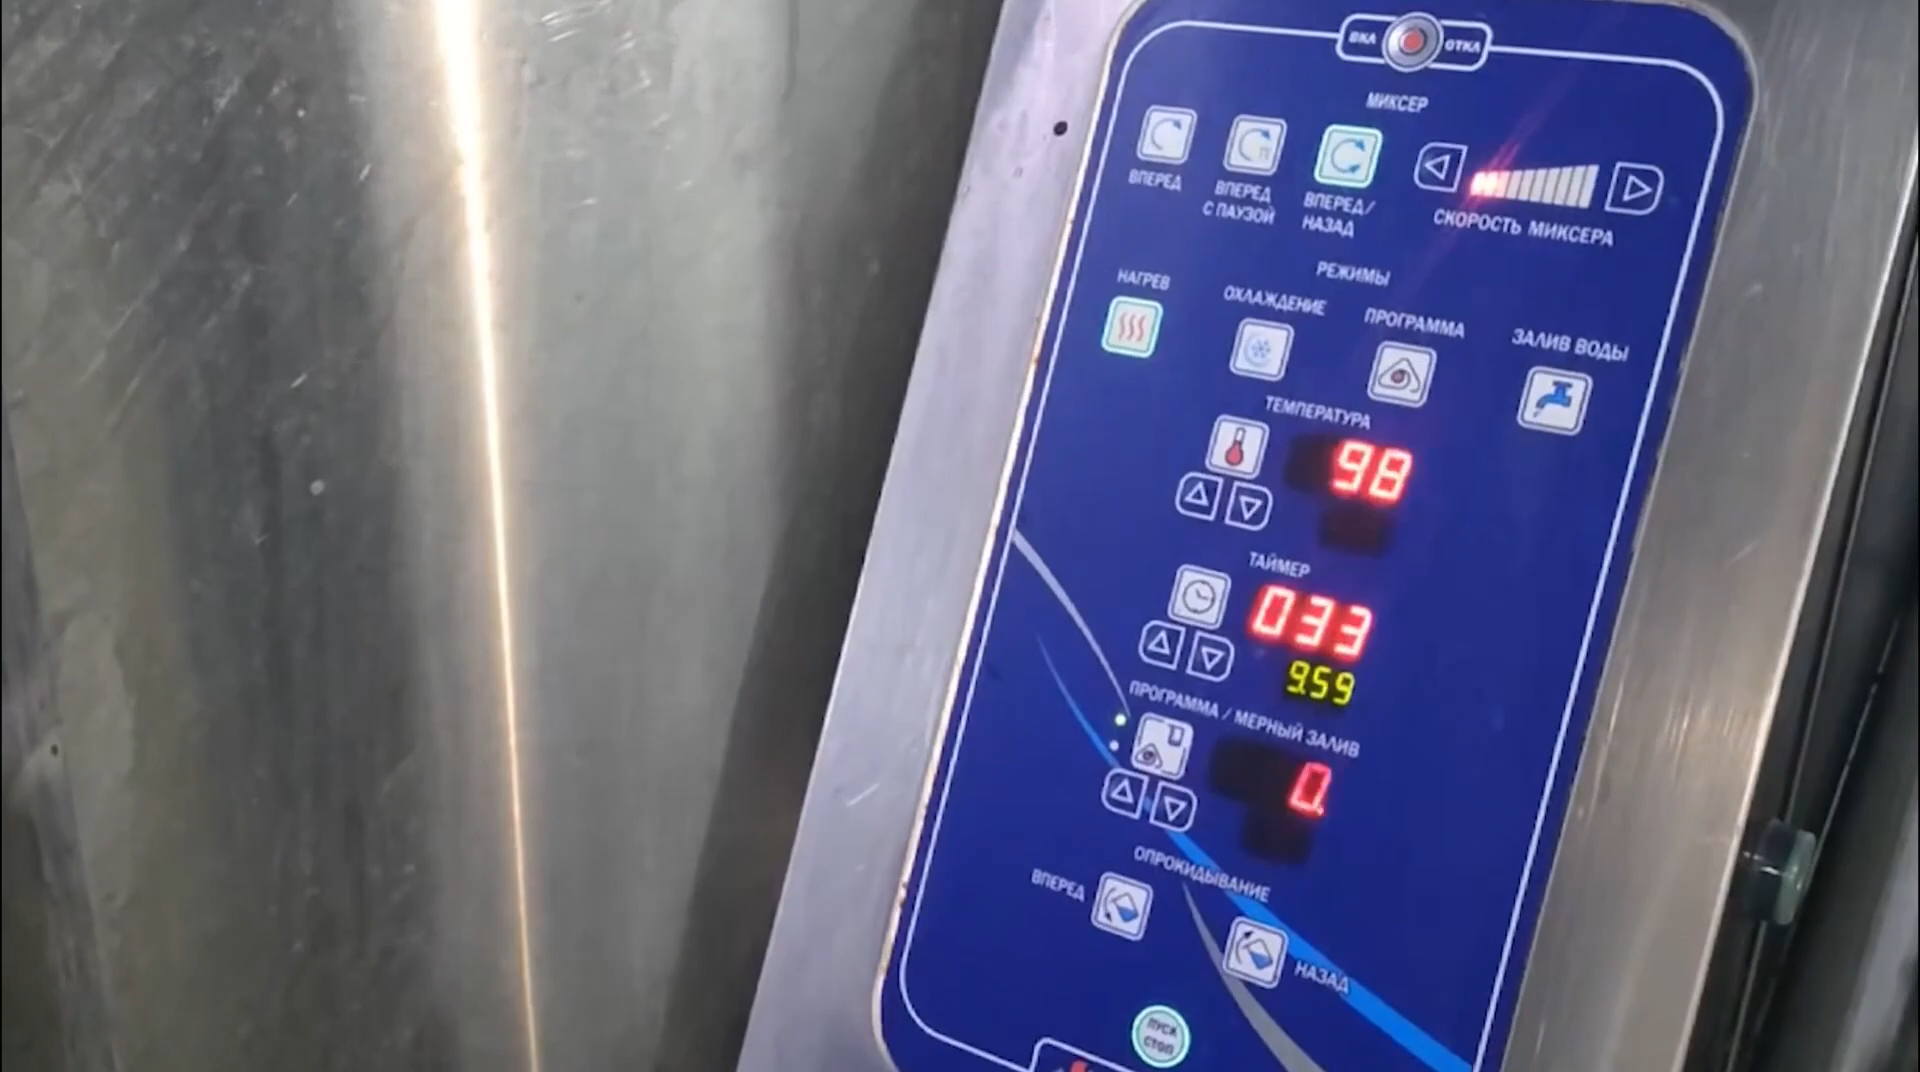 ВКЛ ОТКЛ
МИКСЕР
ВПЕРЕД
ВПЕРЕД
С ПАУЗОЙ
ВПЕРЕД/
НАЗАД
СКОРОСТЬ МИКСЕРА
РЕЖИМЫ
НАГРЕВ
ОХЛАЖДЕНИЕ
ПРОГРАММА
ЗАЛИВ ВОДЫ
ТЕМПЕРАТУРА
98
ТАЙМЕР
033
9.59
ПРОГРАММА / МЕРНЫЙ ЗАЛИВ
0.
ОПРОКИДЫВАНИЕ
ВПЕРЕД
НАЗАД
ПУСК
СТОП